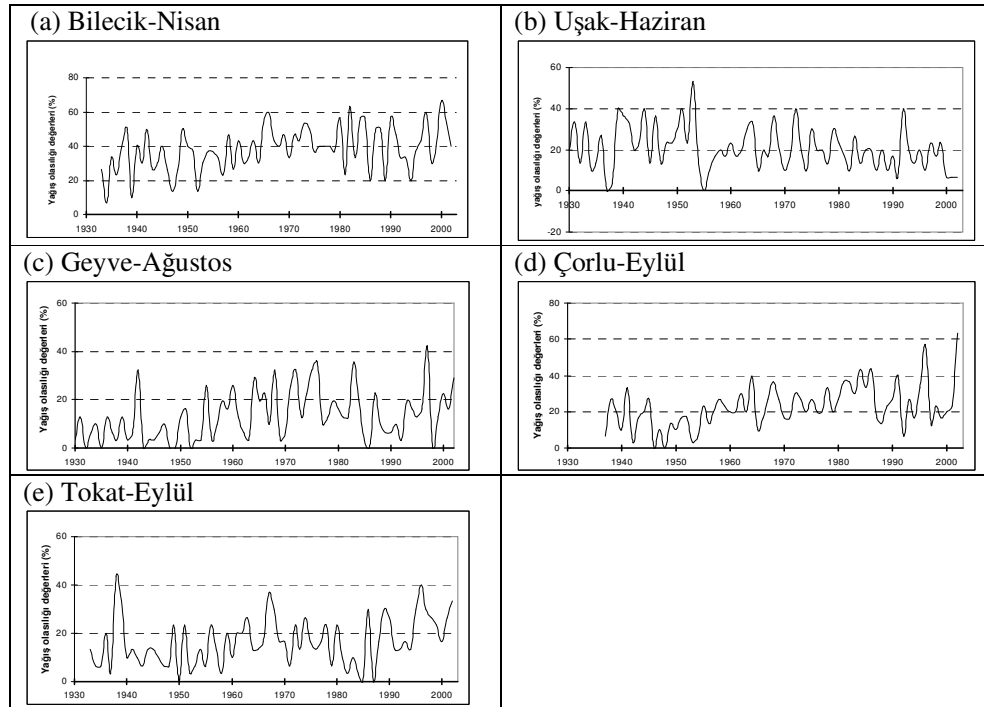 (a) Bilecik-Nisan
Yağış olasılığı değerleri (%)
80
60
40
20
0
1930 1940 1950 1960 1970 1980 1990 2000
(b) Uşak-Haziran
yağış olasılığı değerleri (%)
60
40
20
0
-20
1930 1940 1950 1960 1970 1980 1990 2000
(c) Geyve-Ağustos
Yağış olasılığı değerleri (%)
60
40
20
0
1930 1940 1950 1960 1970 1980 1990 2000
(d) Çorlu-Eylül
Yağış olasılığı değerleri (%)
80
60
40
20
0
1930 1940 1950 1960 1970 1980 1990 2000
(e) Tokat-Eylül
Yağış olasılığı değerleri (%)
60
40
20
0
1930 1940 1950 1960 1970 1980 1990 2000